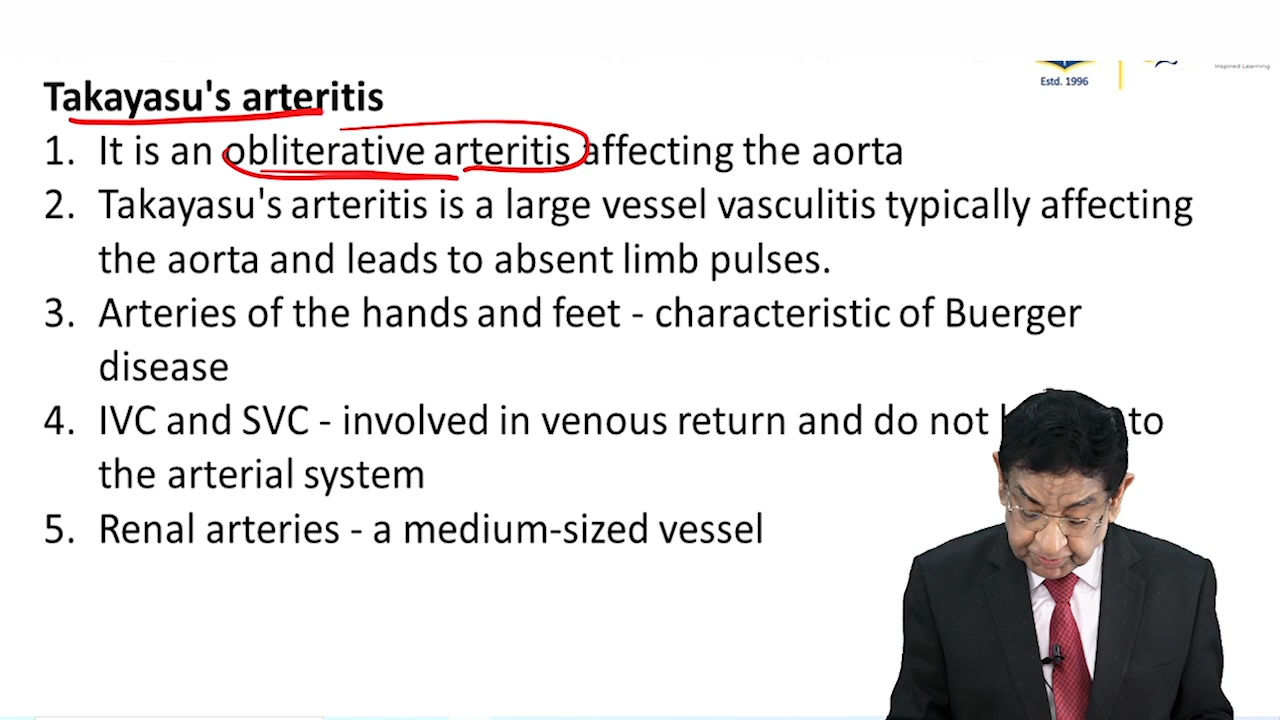 Estd. 1996
Inspired Learning
Takayasu's arteritis
1. It is an obliterative arteritis affecting the aorta
2. Takayasu's arteritis is a large vessel vasculitis typically affecting
the aorta and leads to absent limb pulses.
3. Arteries of the hands and feet - characteristic of Buerger
disease
4. IVC and SVC - involved in venous return and do not to
the arterial system
5. Renal arteries - a medium-sized vessel